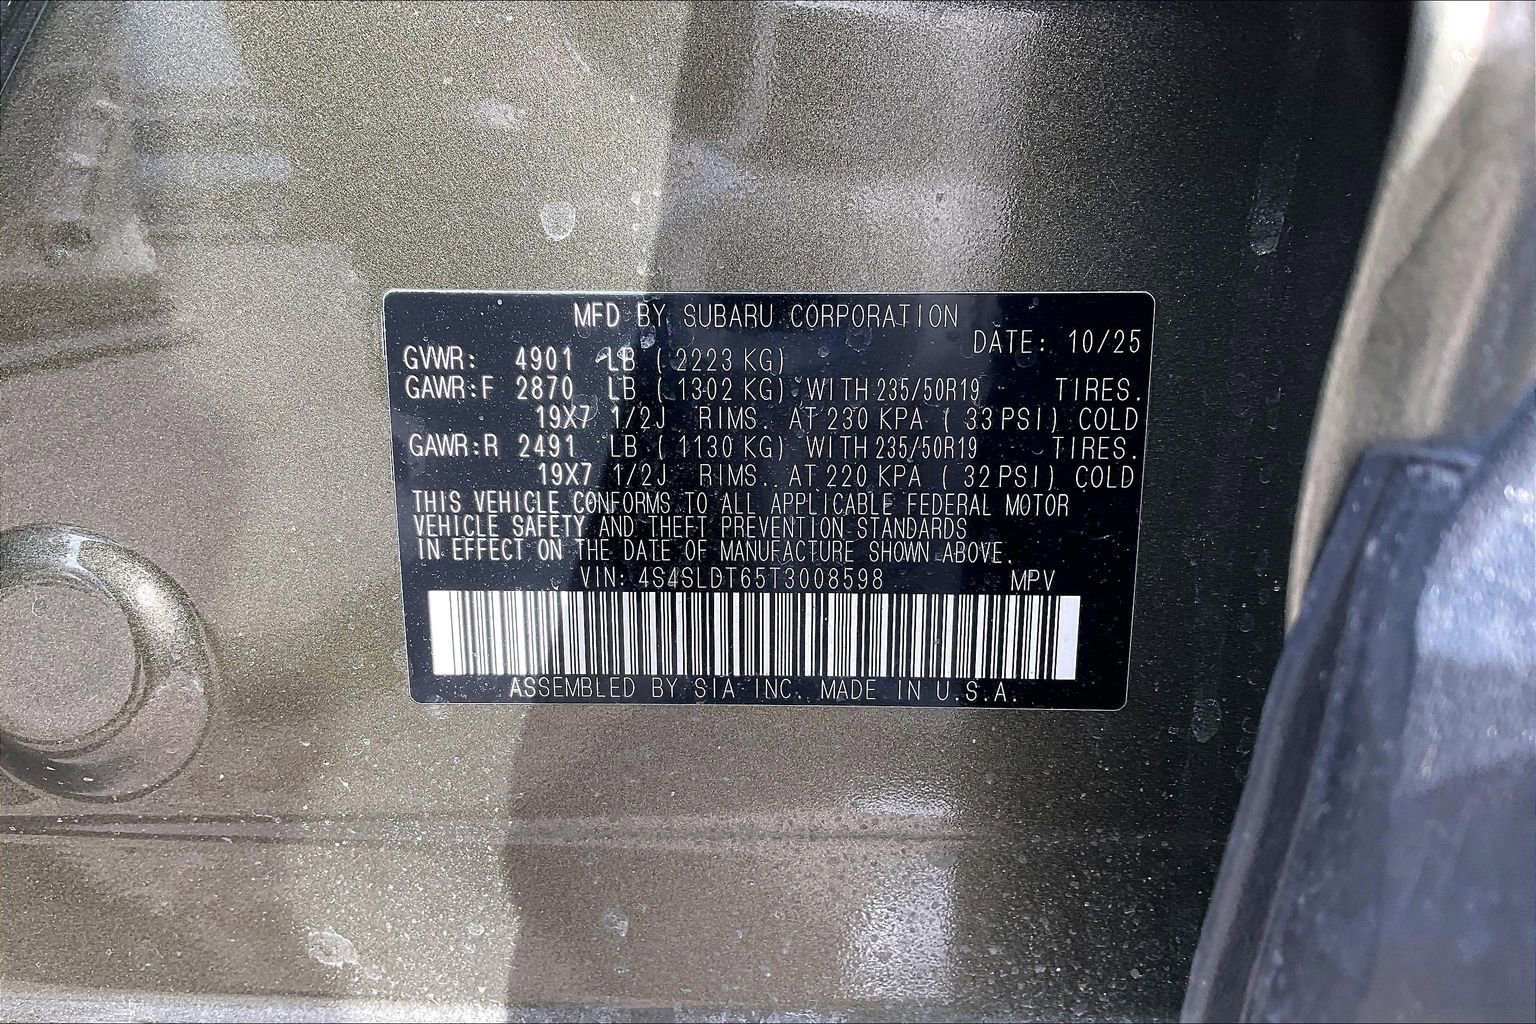 MFD BY SUBARU CORPORATION
DATE: 10/25
GVWR: 4901 LB ( 2223 KG)
GAWR:F 2870 LB ( 1302 KG) WITH 235/50R19 TIRES.
19X7 1/2J RIMS. AT 230 KPA ( 33 PSI) COLD
GAWR:R 2491 LB ( 1130 KG) WITH 235/50R19 TIRES.
19X7 1/2J RIMS. AT 220 KPA ( 32 PSI) COLD
THIS VEHICLE CONFORMS TO ALL APPLICABLE FEDERAL MOTOR
VEHICLE SAFETY AND THEFT PREVENTION STANDARDS
IN EFFECT ON THE DATE OF MANUFACTURE SHOWN ABOVE.
VIN: 4S4SLDT65T3008598 MPV
ASSEMBLED BY SIA INC. MADE IN U.S.A.